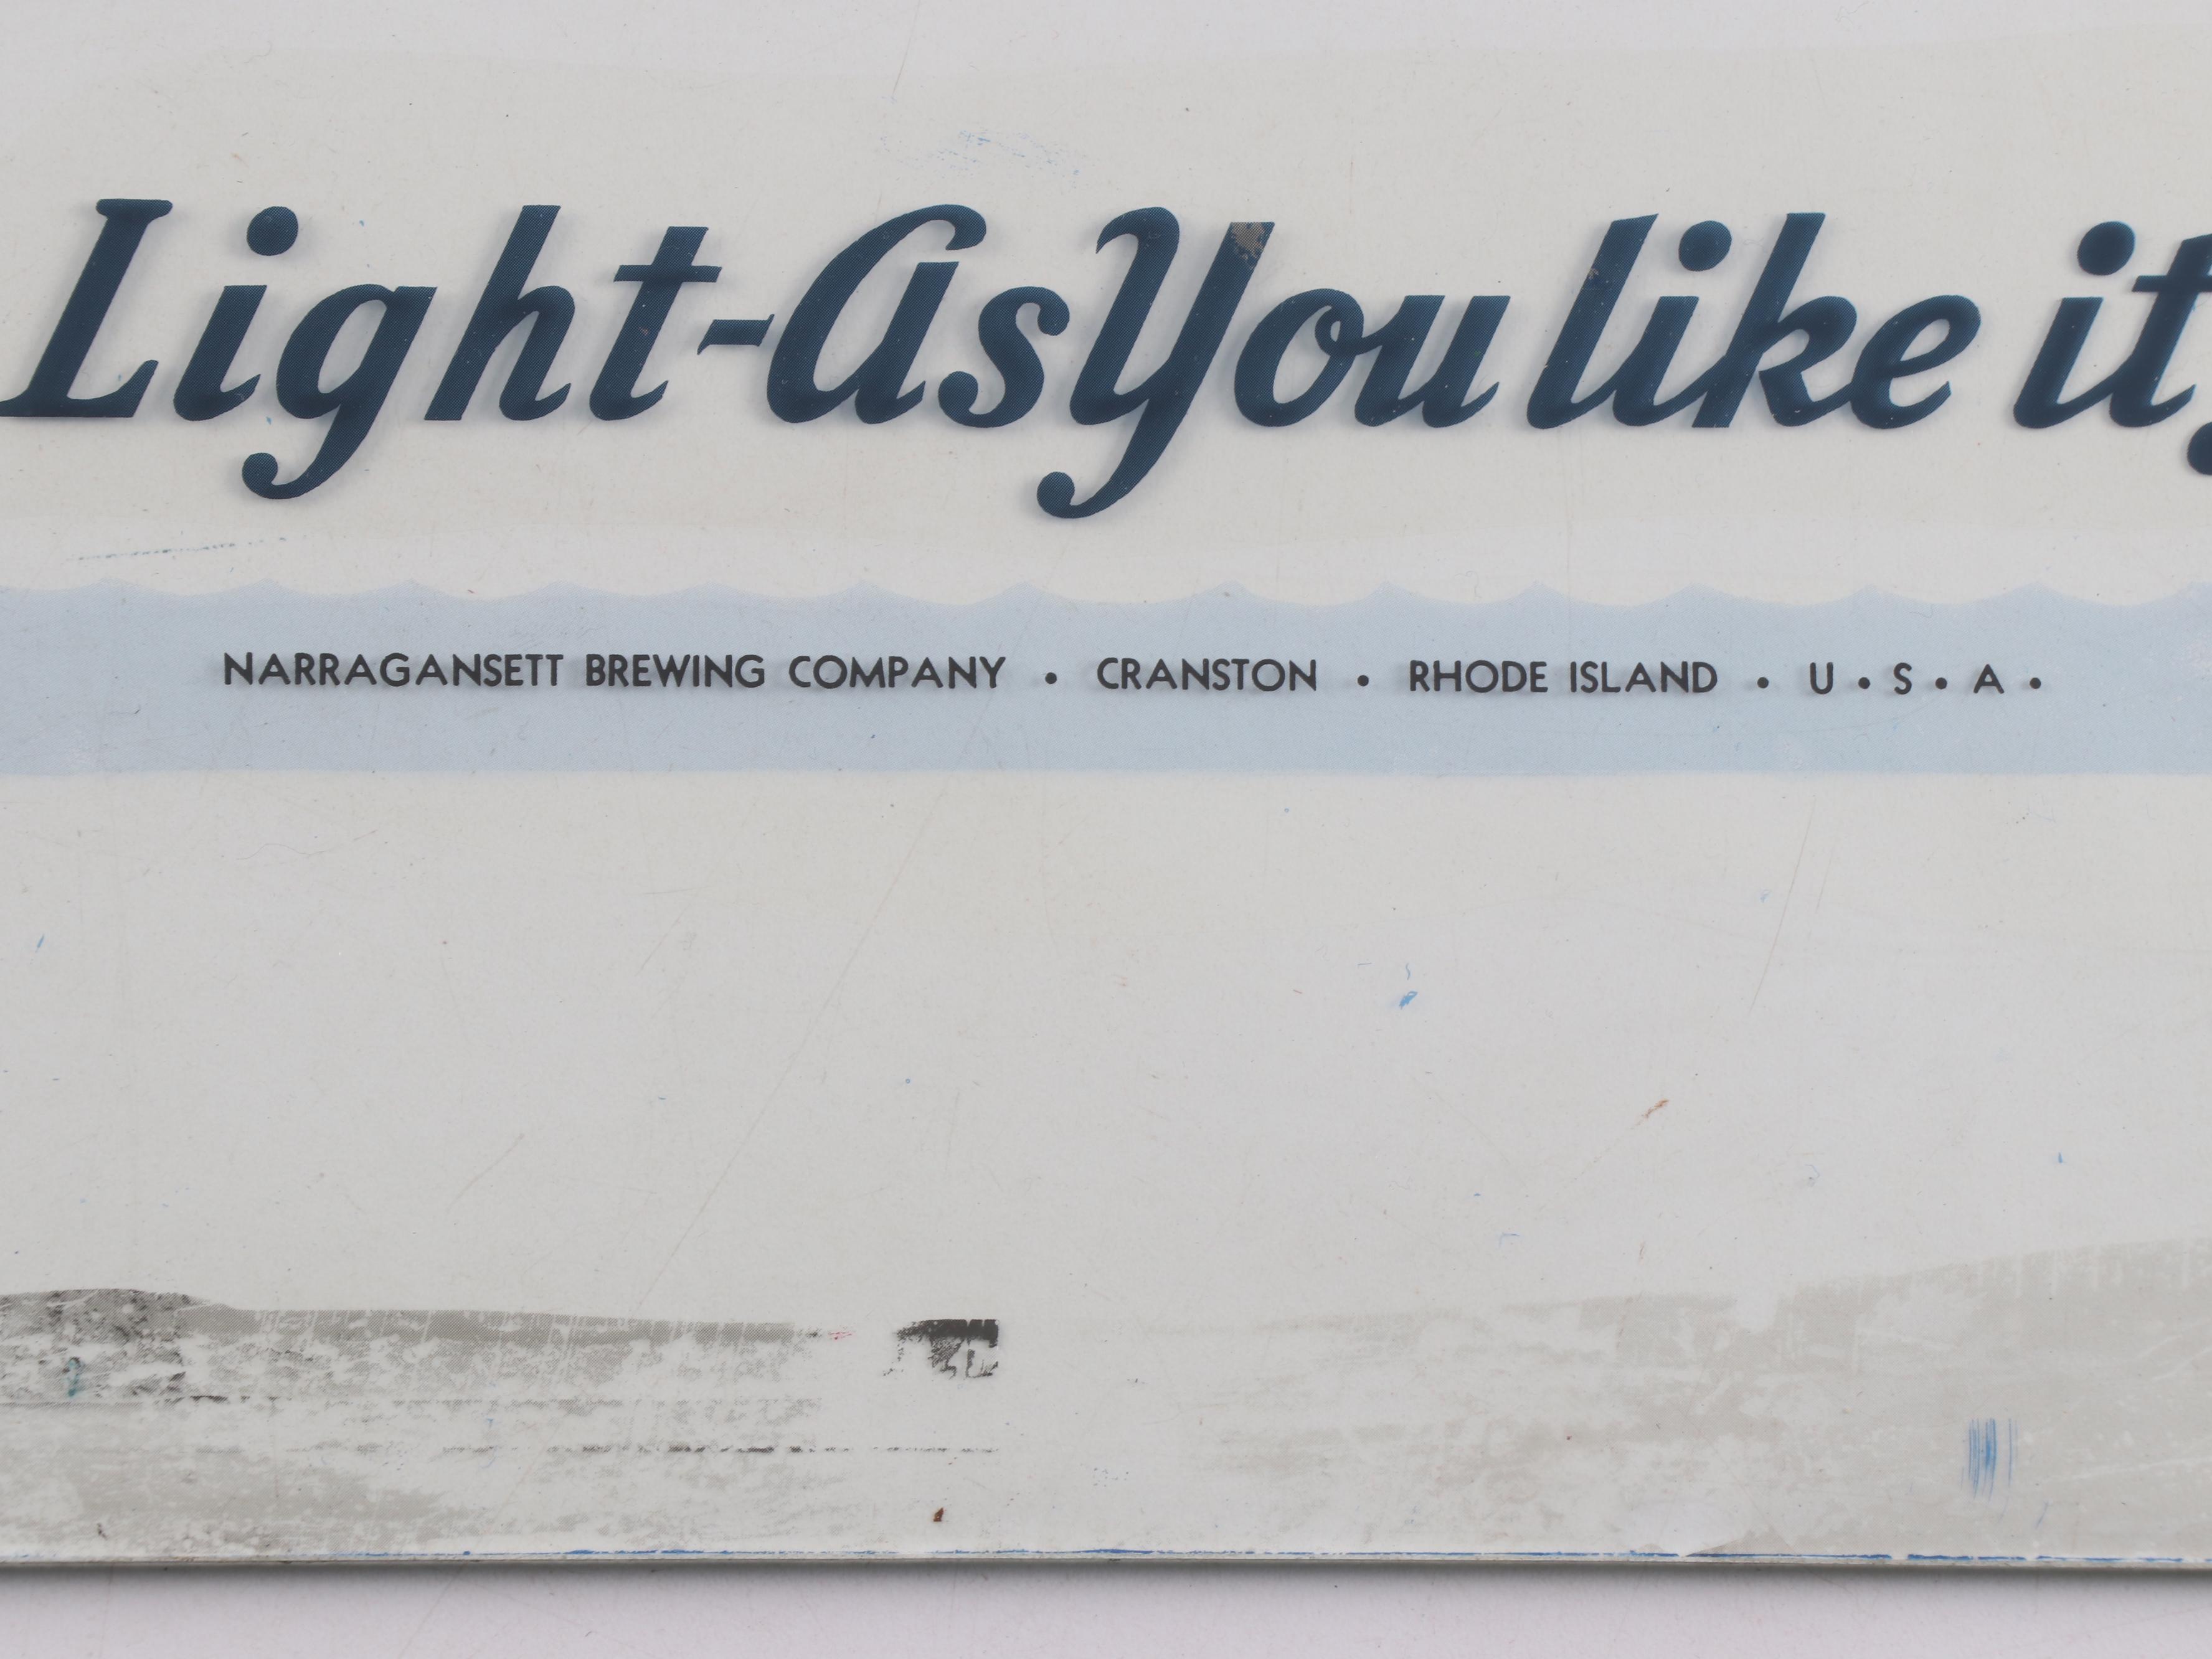 Light-As You like it,
NARRAGANSETT BREWING COMPANY • CRANSTON • RHODE ISLAND • U • S • A •